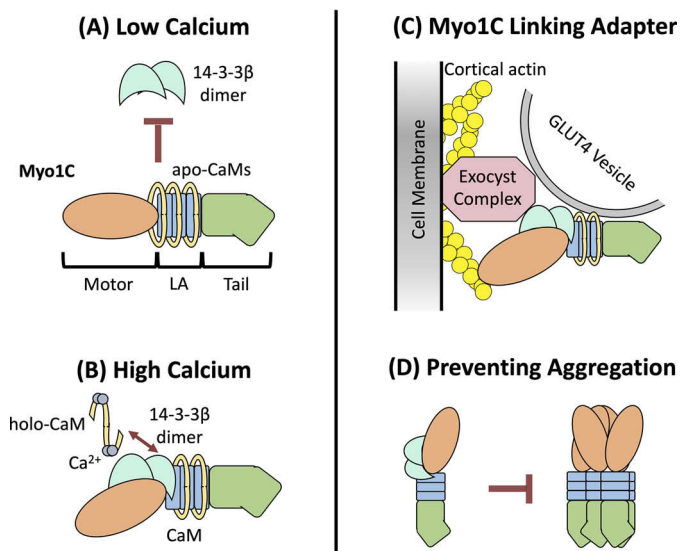 (A) Low Calcium
14-3-3β
dimer
Myo1C
apo-CaMs
Motor
LA
Tail
(B) High Calcium
holo-CaM
14-3-3β
dimer
Ca²⁺
CaM
(C) Myo1C Linking Adapter
Cortical actin
Cell Membrane
GLUT4 Vesicle
Exocyst
Complex
(D) Preventing Aggregation